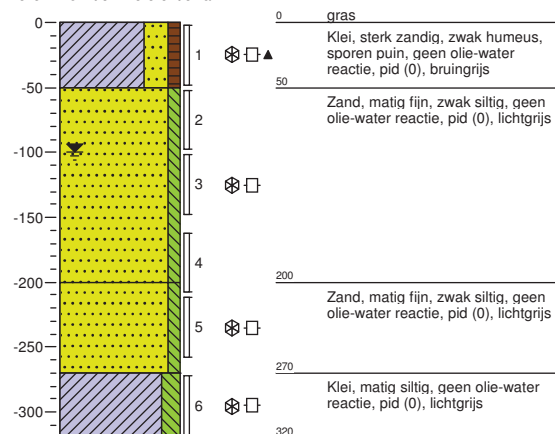 0
-50
-100
-150
-200
-250
-300
1
2
3
4
5
6
0
gras
Klei, sterk zandig, zwak humeus,
sporen puin, geen olie-water
reactie, pid (0), bruingrijs
50
Zand, matig fijn, zwak siltig, geen
olie-water reactie, pid (0), lichtgrijs
200
Zand, matig fijn, zwak siltig, geen
olie-water reactie, pid (0), lichtgrijs
270
Klei, matig siltig, geen olie-water
reactie, pid (0), lichtgrijs
320